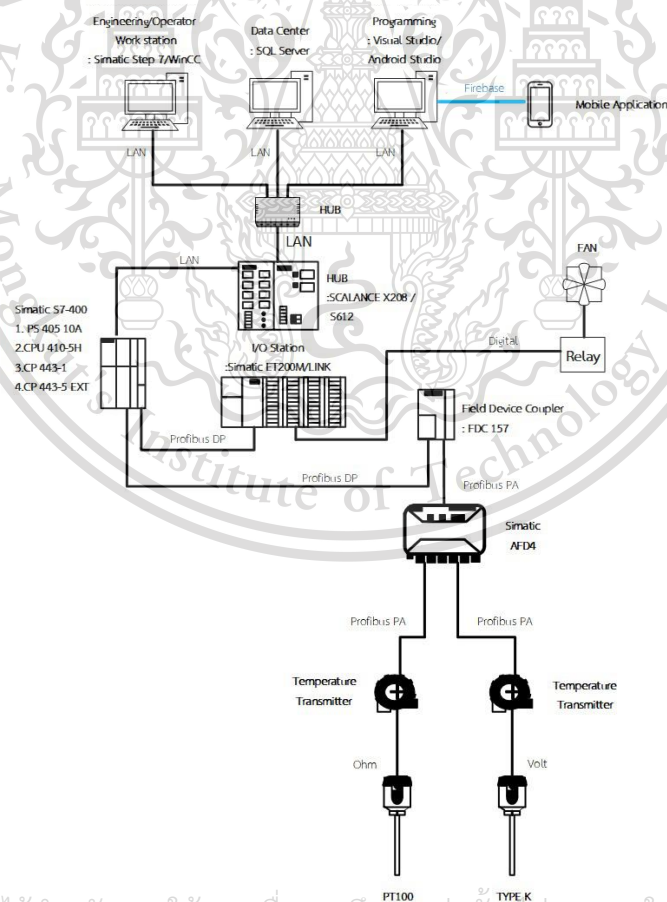 Engineering/Operator
Work station
: Simatic Step 7/WinCC
Data Center
: SQL Server
Programming
: Visual Studio/
Android Studio
Firebase
Mobile Application
LAN
LAN
LAN
HUB
LAN
LAN
HUB
:SCALANCE X208 /
S612
FAN
Simatic S7-400
1. PS 405 10A
2.CPU 410-5H
3.CP 443-1
4.CP 443-5 EXT
I/O Station
:Simatic ET200M/LINK
Digital
Relay
Field Device Coupler
: FDC 157
Profibus DP
Profibus DP
Profibus PA
Institute of Technology
Simatic
AFD4
Profibus PA
Profibus PA
Temperature
Transmitter
Temperature
Transmitter
Ohm
Volt
PT100
TYPE.K